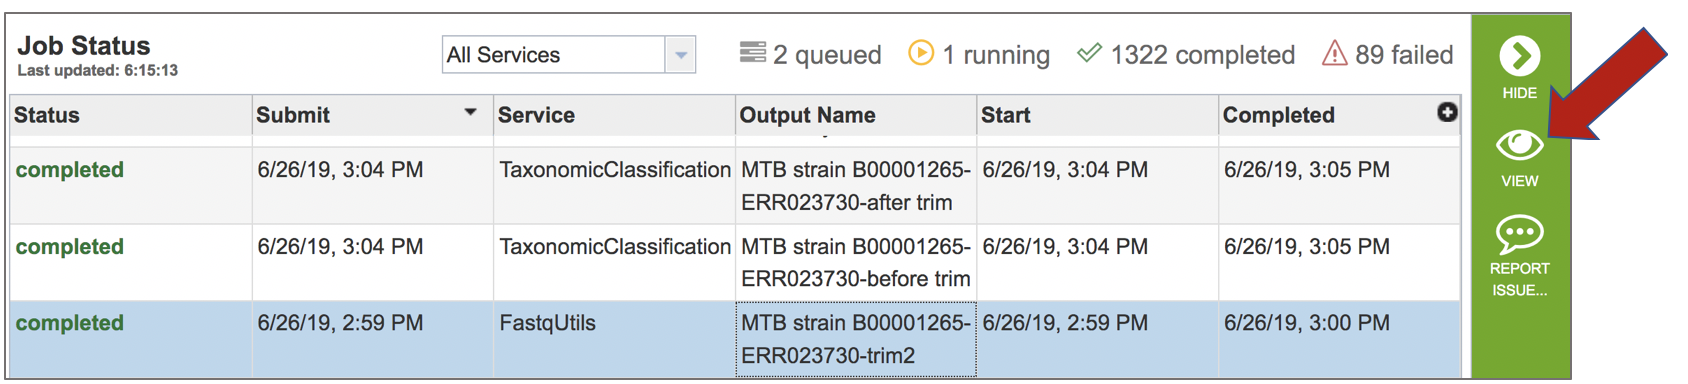 Job Status
Last updated: 6:15:13
All Services
2 queued
1 running
1322 completed
89 failed
Status Submit Service Output Name Start Completed
completed 6/26/19, 3:04 PM TaxonomicClassification MTB strain B00001265- 6/26/19, 3:04 PM 6/26/19, 3:05 PM
ERR023730-after trim
completed 6/26/19, 3:04 PM TaxonomicClassification MTB strain B00001265- 6/26/19, 3:04 PM 6/26/19, 3:05 PM
ERR023730-before trim
completed 6/26/19, 2:59 PM FastqUtils MTB strain B00001265- 6/26/19, 2:59 PM 6/26/19, 3:00 PM
ERR023730-trim2
HIDE
VIEW
REPORT
ISSUE...